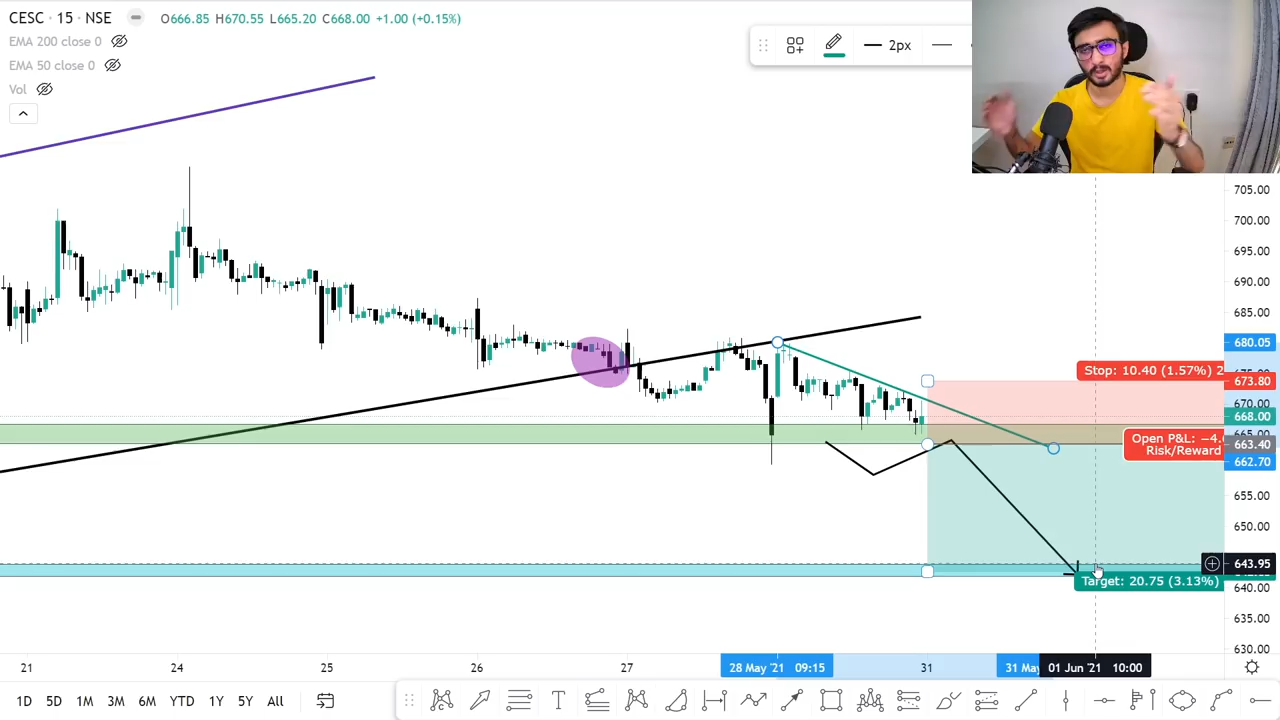 CESC · 15 · NSE O666.85 H670.55 L665.20 C668.00 +1.00 (+0.15%)
EMA 200 close 0
EMA 50 close 0
Vol
2px
705.00
700.00
695.00
690.00
685.00
680.05
Stop: 10.40 (1.57%) 2
673.80
670.00
668.00
665.00
Open P&L: −4.
Risk/Reward
663.40
662.70
655.00
650.00
643.95
Target: 20.75 (3.13%)
640.00
635.00
630.00
21 24 25 26 27 28 May '21 09:15 31 31 May 01 Jun '21 10:00
1D 5D 1M 3M 6M YTD 1Y 5Y All